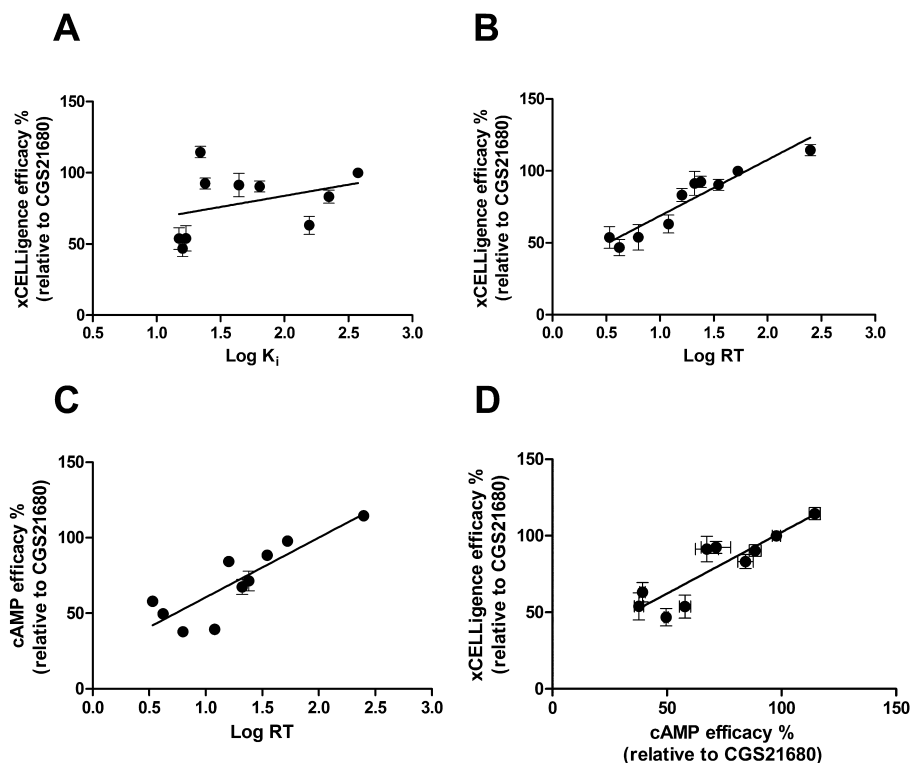 A
xCELLigence efficacy %
(relative to CGS21680)
150
100
50
0
0.5 1.0 1.5 2.0 2.5 3.0
Log Ki
B
xCELLigence efficacy %
(relative to CGS21680)
150
100
50
0
0.0 0.5 1.0 1.5 2.0 2.5 3.0
Log RT
C
cAMP efficacy %
(relative to CGS21680)
150
100
50
0
0.0 0.5 1.0 1.5 2.0 2.5 3.0
Log RT
D
xCELLigence efficacy %
(relative to CGS21680)
150
100
50
0
0 50 100 150
cAMP efficacy %
(relative to CGS21680)